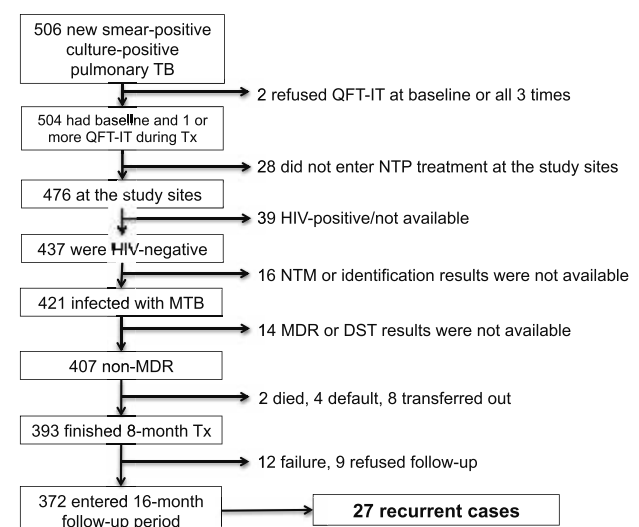 506 new smear-positive
culture-positive
pulmonary TB
2 refused QFT-IT at baseline or all 3 times
504 had baseline and 1 or
more QFT-IT during Tx
28 did not enter NTP treatment at the study sites
476 at the study sites
39 HIV-positive/not available
437 were HIV-negative
16 NTM or identification results were not available
421 infected with MTB
14 MDR or DST results were not available
407 non-MDR
2 died, 4 default, 8 transferred out
393 finished 8-month Tx
12 failure, 9 refused follow-up
372 entered 16-month
follow-up period
27 recurrent cases